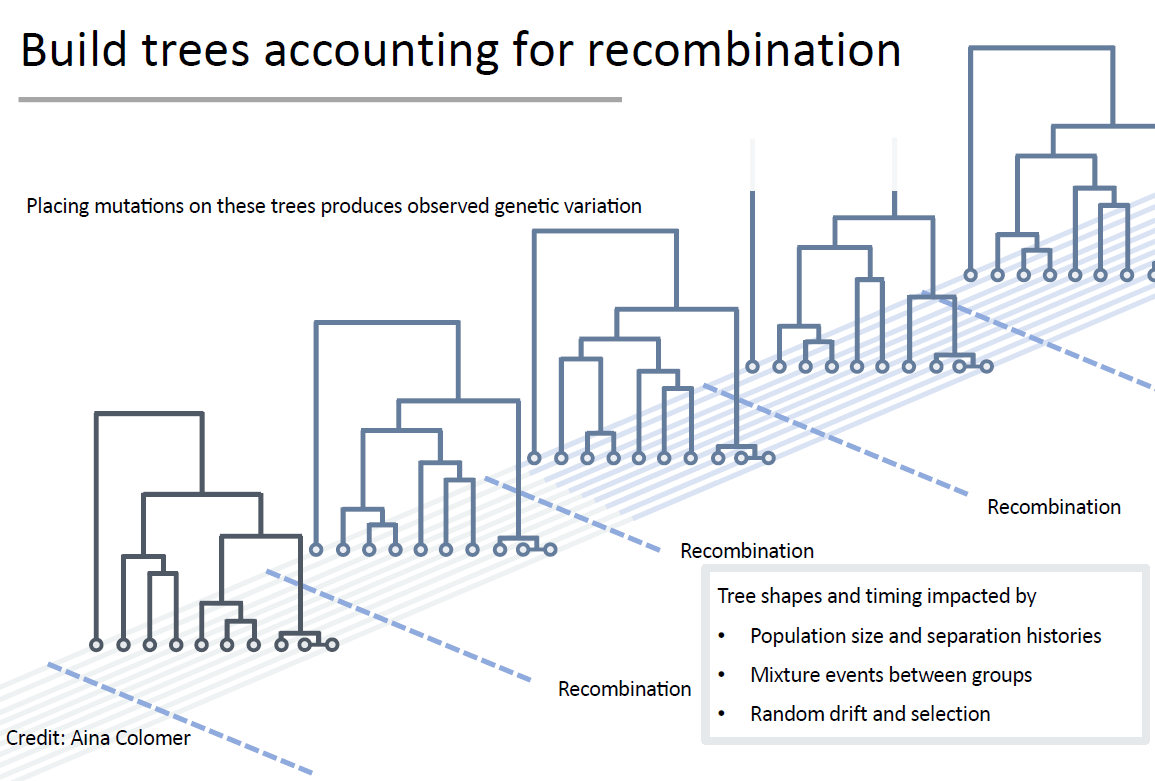 Build trees accounting for recombination
Placing mutations on these trees produces observed genetic variation
Recombination
Recombination
Recombination
Tree shapes and timing impacted by
• Population size and separation histories
• Mixture events between groups
• Random drift and selection
Credit: Aina Colomer